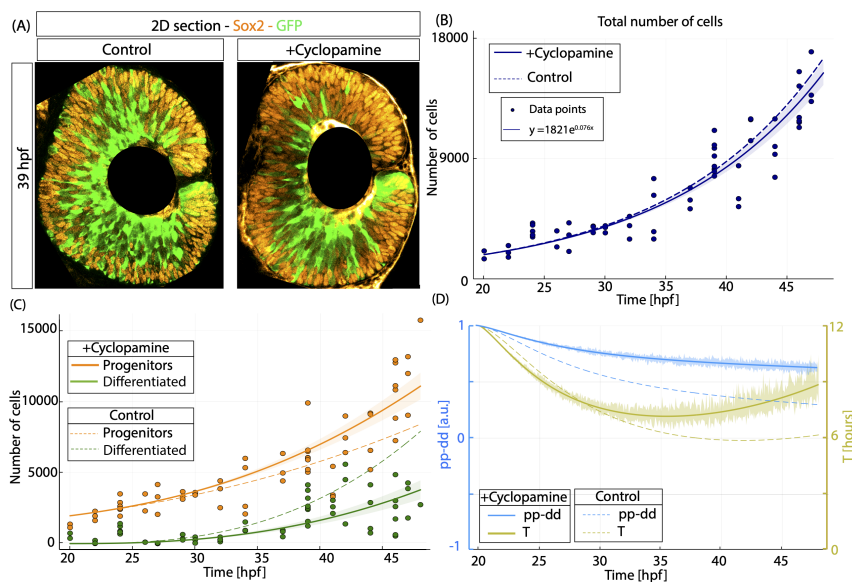 (A)
2D section - Sox2 - GFP
Control
+Cyclopamine
39 hpf
(B)
Total number of cells
18000
9000
0
Number of cells
+Cyclopamine
Control
Data points
y =1821e^0.076x
20 25 30 35 40 45
Time [hpf]
(C)
15000
10000
5000
0
Number of cells
+Cyclopamine
Progenitors
Differentiated
Control
Progenitors
Differentiated
20 25 30 35 40 45
Time [hpf]
(D)
1
0
-1
pp-dd [a.u.]
12
6
0
T [hours]
+Cyclopamine
pp-dd
T
Control
pp-dd
T
20 25 30 35 40 45
Time [hpf]